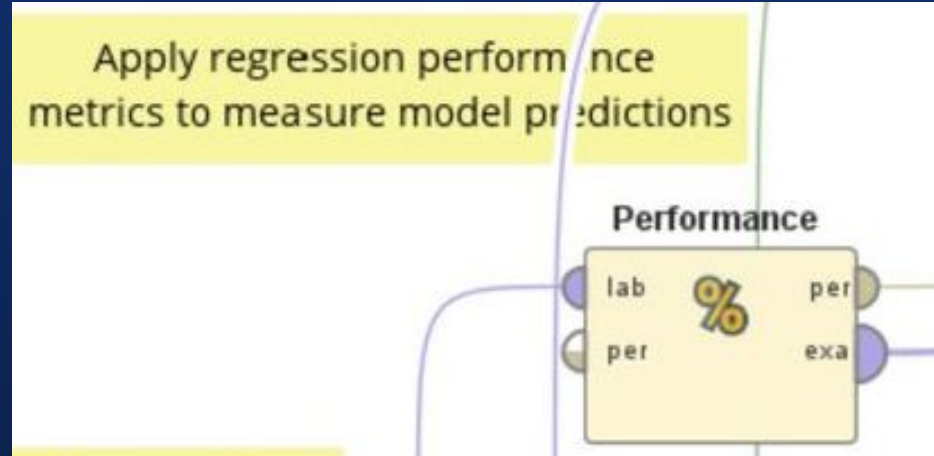 Apply regression performance
metrics to measure model predictions
Performance
lab
per
per
exa